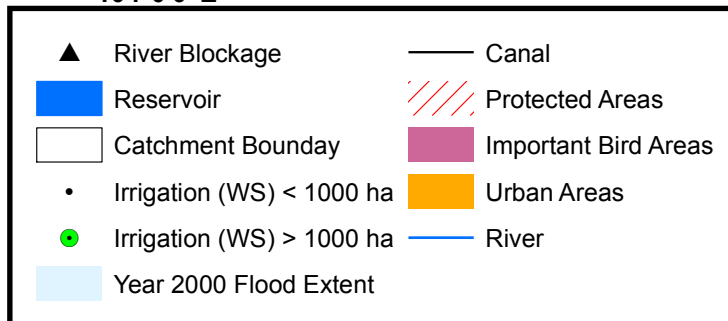 River Blockage
Reservoir
Catchment Bounday
Irrigation (WS) < 1000 ha
Irrigation (WS) > 1000 ha
Year 2000 Flood Extent
Canal
Protected Areas
Important Bird Areas
Urban Areas
River